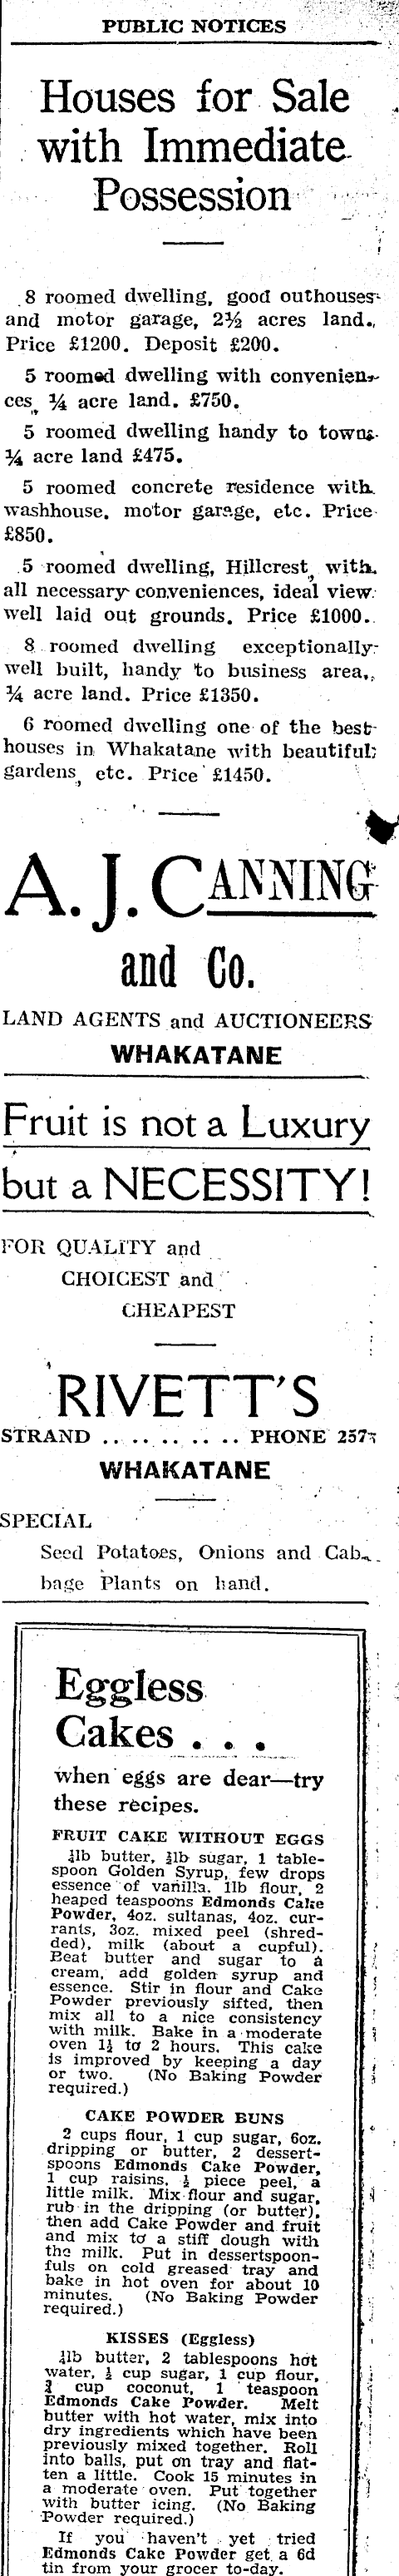 PUBLIC NOTICES
Houses for Sale
with Immediate
Possession
8 roomed dwelling, good outhouses
and motor garage, 2½ acres land.,
Price £1200. Deposit £200.
5 roomed dwelling with convenien-
ces, ¼ acre land. £750.
5 roomed dwelling handy to town.
¼ acre land £475.
5 roomed concrete residence with
washhouse. motor garage, etc. Price
£850.
5 roomed dwelling, Hillcrest, with
all necessary conveniences, ideal view
well laid out grounds. Price £1000.
8 roomed dwelling exceptionally
well built, handy to business area,
¼ acre land. Price £1350.
6 roomed dwelling one of the best
houses in Whakatane with beautiful
gardens, etc. Price £1450.
A. J. CANNING
and Co.
LAND AGENTS and AUCTIONEERS
WHAKATANE
Fruit is not a Luxury
but a NECESSITY!
FOR QUALITY and
CHOICEST and
CHEAPEST
RIVETT'S
STRAND .. .. .. .. .. PHONE 257
WHAKATANE
SPECIAL
Seed Potatoes, Onions and Cab-
bage Plants on hand.
Eggless
Cakes . . .
when eggs are dear—try
these recipes.
FRUIT CAKE WITHOUT EGGS
lb butter, lb sugar, 1 table-
spoon Golden Syrup, few drops
essence of vanilla. 1lb flour, 2
heaped teaspoons Edmonds Cake
Powder, 4oz. sultanas, 4oz. cur-
rants, 3oz. mixed peel (shred-
ded), milk (about a cupful).
Beat butter and sugar to a
cream, add golden syrup and
essence. Stir in flour and Cake
Powder previously sifted, then
mix all to a nice consistency
with milk. Bake in a moderate
oven 1½ to 2 hours. This cake
is improved by keeping a day
or two. (No Baking Powder
required.)
CAKE POWDER BUNS
2 cups flour, 1 cup sugar, 6oz.
dripping or butter, 2 dessert-
spoons Edmonds Cake Powder,
1 cup raisins, ½ piece peel, a
little milk. Mix flour and sugar,
rub in the dripping (or butter),
then add Cake Powder and fruit
and mix to a stiff dough with
the milk. Put in dessertspoon-
fuls on cold greased tray and
bake in hot oven for about 10
minutes. (No Baking Powder
required.)
KISSES (Eggless)
¼lb butter, 2 tablespoons hot
water, ½ cup sugar, 1 cup flour,
¾ cup coconut, 1 teaspoon
Edmonds Cake Powder. Melt
butter with hot water, mix into
dry ingredients which have been
previously mixed together. Roll
into balls, put on tray and flat-
ten a little. Cook 15 minutes in
a moderate oven. Put together
with butter icing. (No Baking
Powder required.)
If you haven't yet tried
Edmonds Cake Powder get a 6d
tin from your grocer to-day.